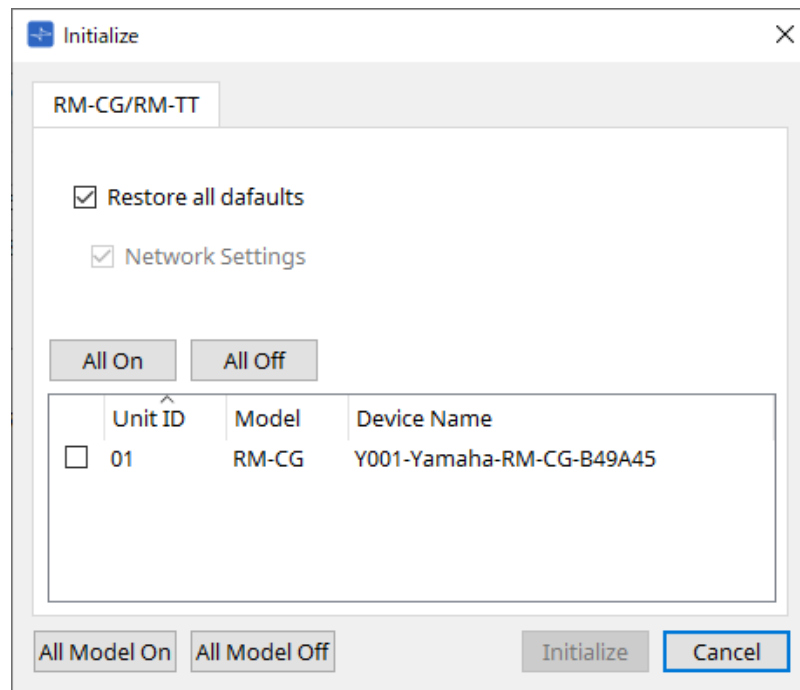 Initialize
RM-CG/RM-TT
Restore all dafaults
Network Settings
All On All Off
Unit ID Model Device Name
01 RM-CG Y001-Yamaha-RM-CG-B49A45
All Model On All Model Off Initialize Cancel